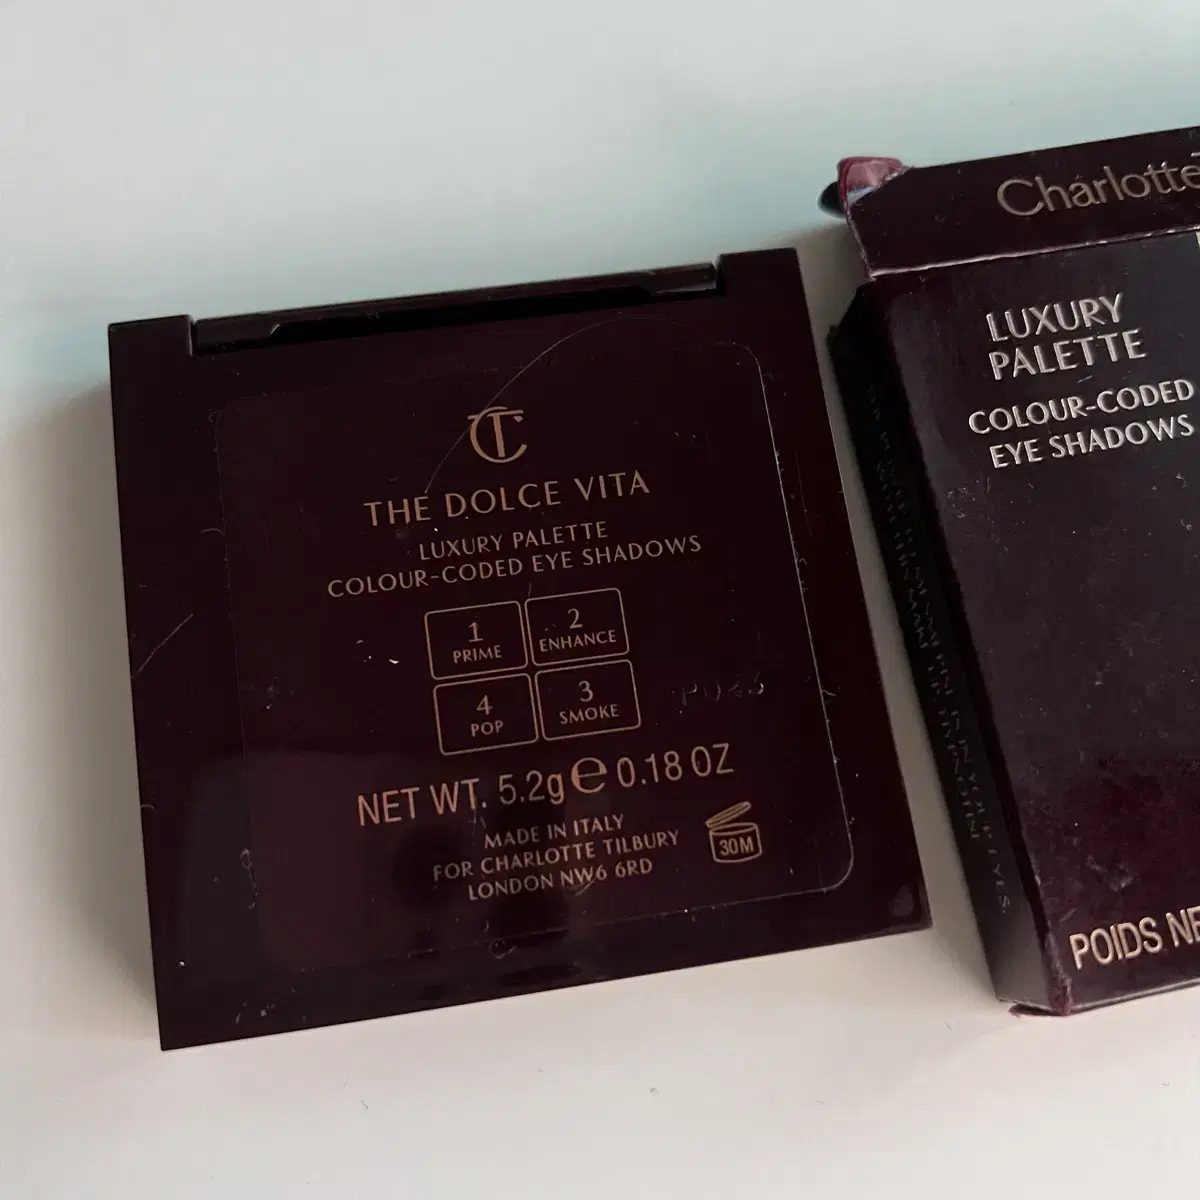 CT
THE DOLCE VITA
LUXURY PALETTE
COLOUR-CODED EYE SHADOWS
1
PRIME
2
ENHANCE
4
POP
3
SMOKE
NET WT. 5.2g e 0.18 OZ
MADE IN ITALY
FOR CHARLOTTE TILBURY
LONDON NW6 6RD
30M
Charlotte
LUXURY
PALETTE
COLOUR-CODED
EYE SHADOWS
POIDS NE